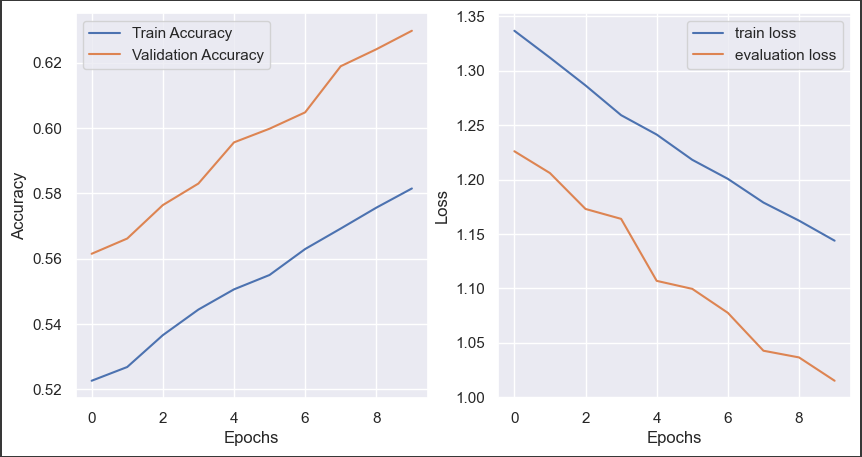 Train Accuracy
Validation Accuracy
0.62
0.60
0.58
0.56
0.54
0.52
Accuracy
0 2 4 6 8
Epochs
train loss
evaluation loss
1.35
1.30
1.25
1.20
1.15
1.10
1.05
1.00
Loss
0 2 4 6 8
Epochs